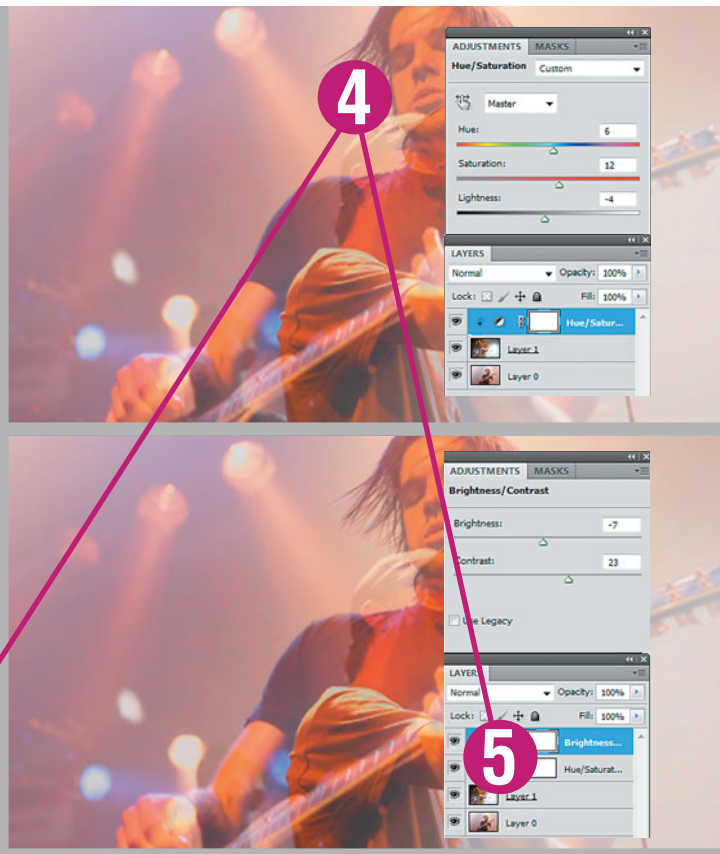 4
ADJUSTMENTS MASKS
Hue/Saturation Custom
Master
Hue: 6
Saturation: 12
Lightness: -4
LAYERS
Normal Opacity: 100%
Lock: Fill: 100%
Hue/Satur...
Layer 1
Layer 0
ADJUSTMENTS MASKS
Brightness/Contrast
Brightness: -7
Contrast: 23
Use Legacy
LAYERS
Normal Opacity: 100%
Lock: Fill: 100%
5
Brightness...
Hue/Saturat...
Layer 1
Layer 0